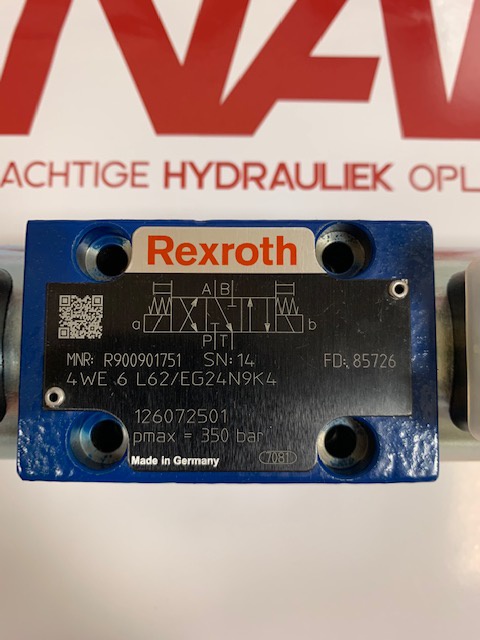 NA
ACHTIGE HYDRAULIEK OPL
Rexroth
A B
a b
P T
MNR: R900901751 SN: 14 FD: 85726
4WE 6 L62/EG24N9K4
126072501
pmax = 350 bar
Made in Germany 7081